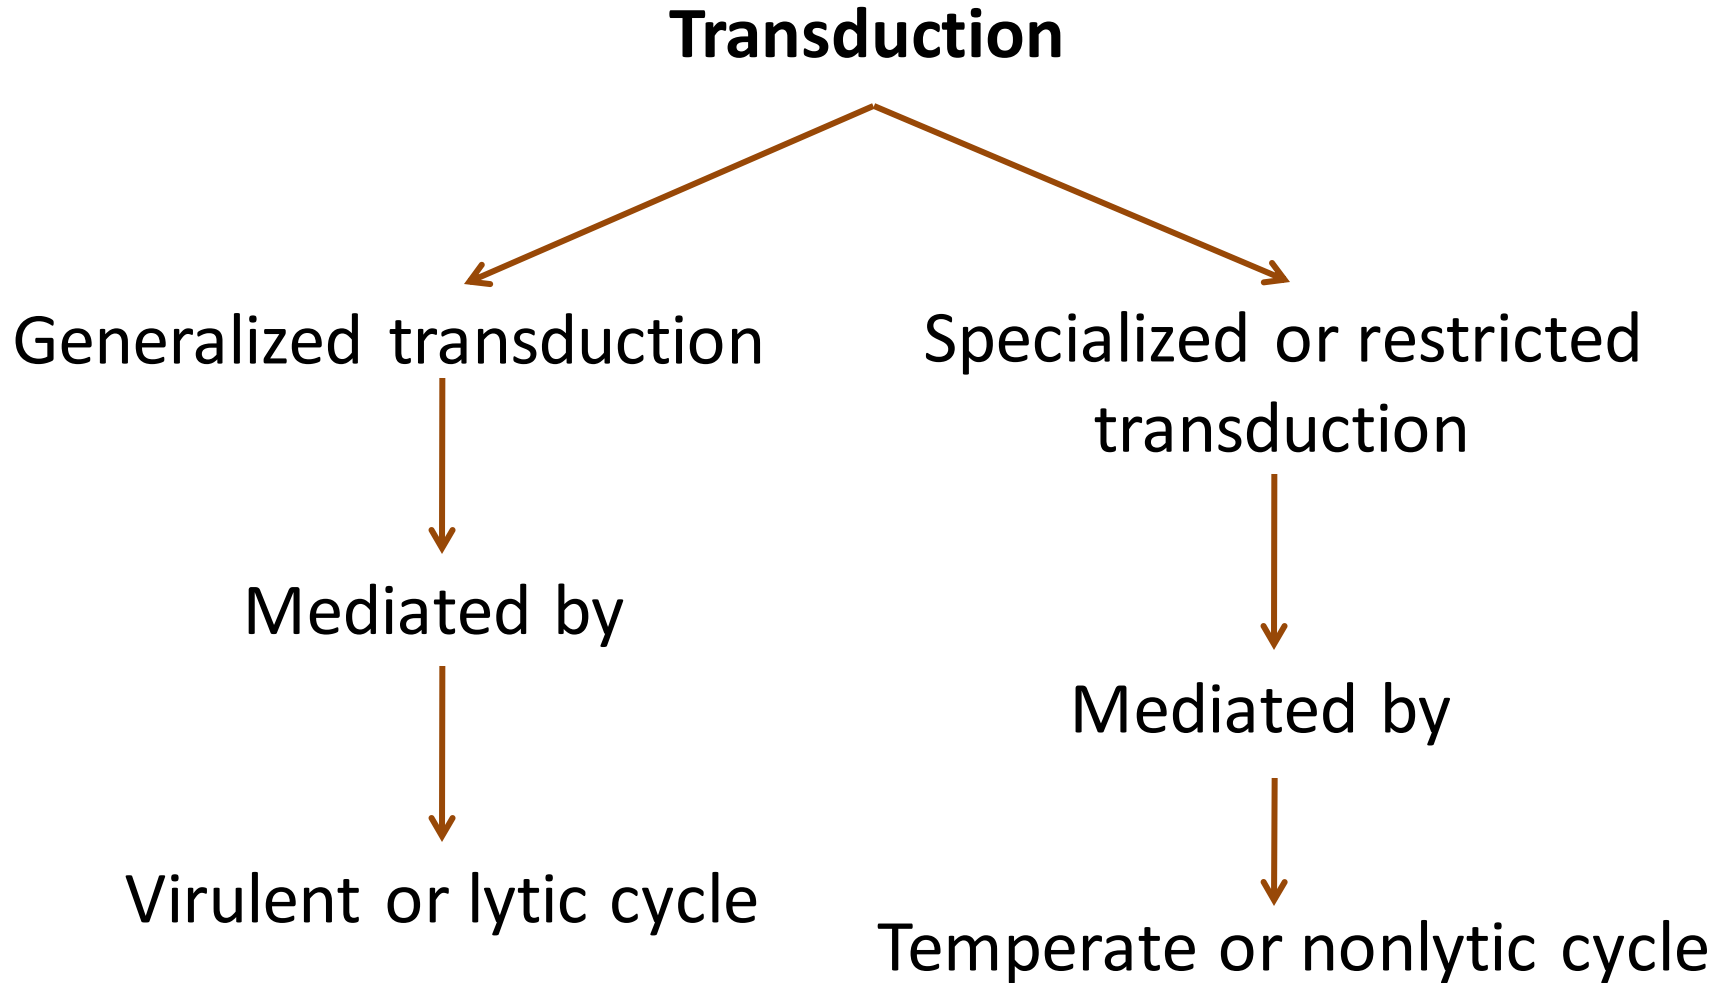 Transduction
Generalized transduction
Specialized or restricted
transduction
Mediated by
Mediated by
Virulent or lytic cycle
Temperate or nonlytic cycle